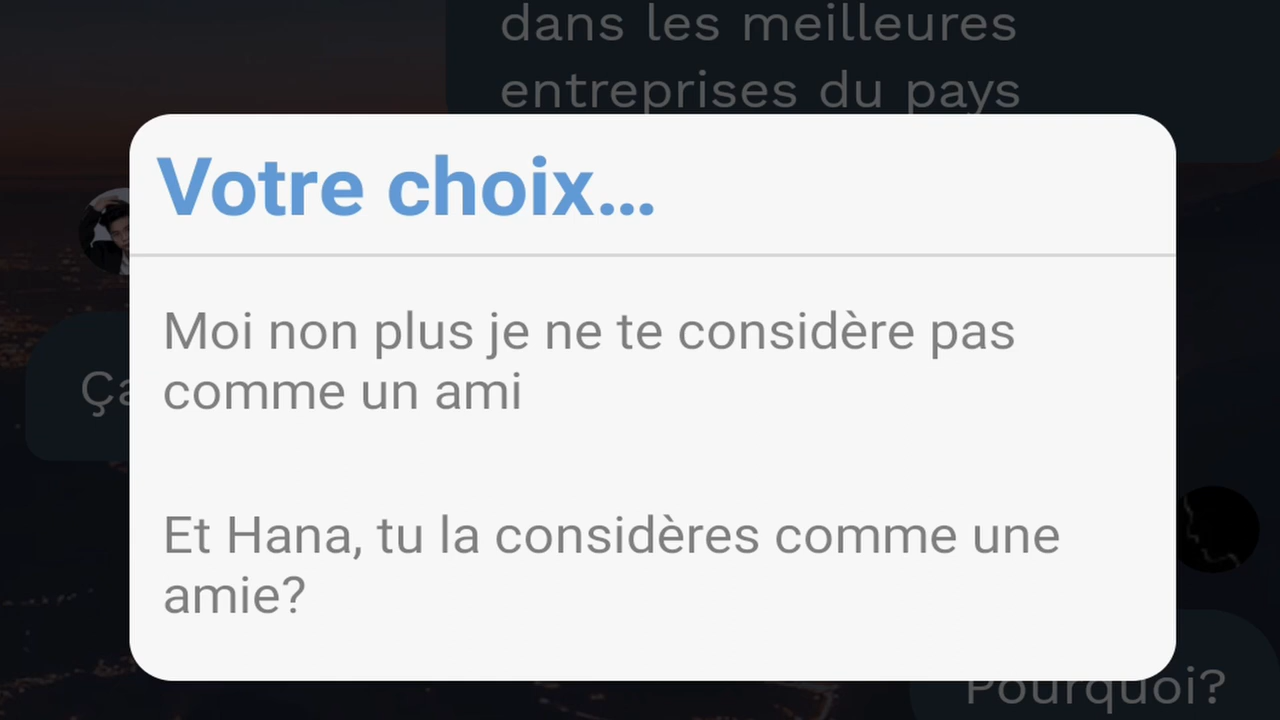 dans les meilleures
entreprises du pays
Votre choix...
Moi non plus je ne te considère pas
comme un ami
Ça
Et Hana, tu la considères comme une
amie?
Pourquoi?